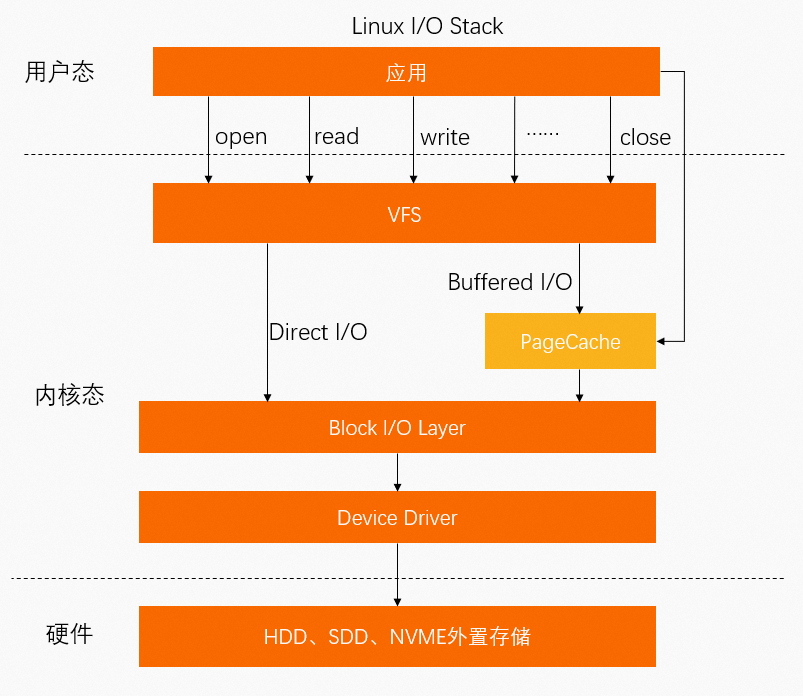 Linux I/O Stack
用户态
应用
open
read
write
……
close
VFS
Buffered I/O
Direct I/O
PageCache
内核态
Block I/O Layer
Device Driver
硬件
HDD、SDD、NVME外置存储